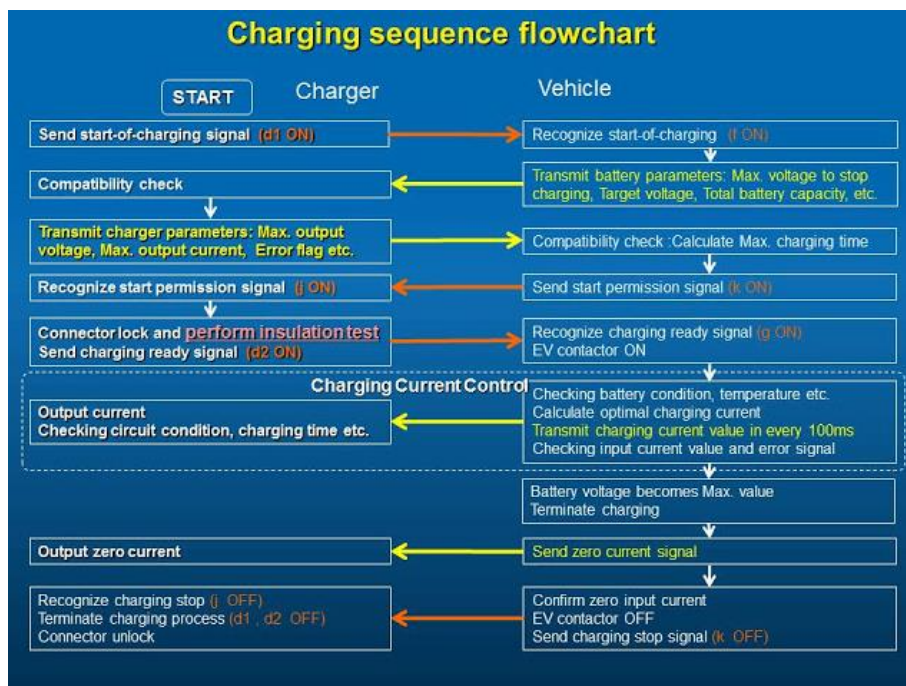 Charging sequence flowchart
START
Charger
Vehicle
Send start-of-charging signal (d1 ON)
Recognize start-of-charging (f ON)
Transmit battery parameters: Max. voltage to stop
charging, Target voltage, Total battery capacity, etc.
Compatibility check
Transmit charger parameters: Max. output
voltage, Max. output current, Error flag etc.
Compatibility check :Calculate Max. charging time
Send start permission signal (k ON)
Recognize start permission signal (j ON)
Connector lock and perform insulation test
Send charging ready signal (d2 ON)
Recognize charging ready signal (g ON)
EV contactor ON
Charging Current Control
Checking battery condition, temperature etc.
Calculate optimal charging current
Transmit charging current value in every 100ms
Checking input current value and error signal
Output current
Checking circuit condition, charging time etc.
Battery voltage becomes Max. value
Terminate charging
Send zero current signal
Output zero current
Confirm zero input current
EV contactor OFF
Send charging stop signal (k OFF)
Recognize charging stop (j OFF)
Terminate charging process (d1 , d2 OFF)
Connector unlock